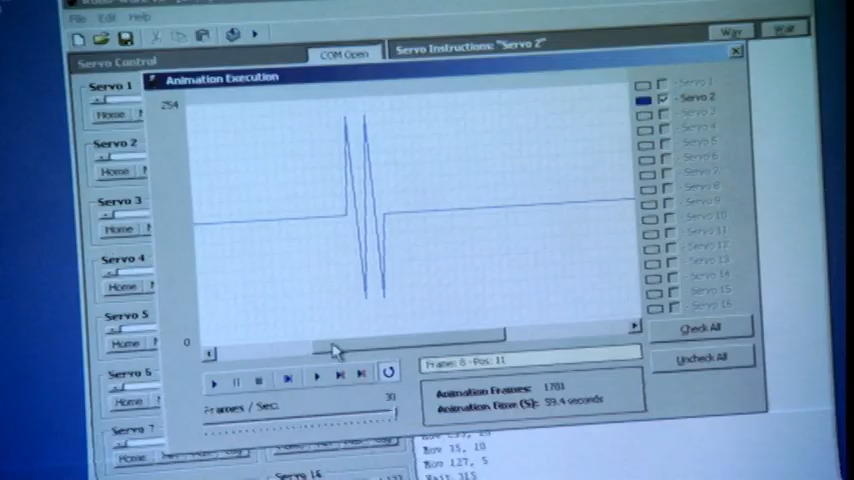 File Edit Help
Servo Control
COM Open
Servo Instructions: "Servo 2"
Animation Execution
254
0
Servo 1
Home
Servo 2
Home
Servo 3
Home
Servo 4
Home
Servo 5
Home
Servo 6
Home
Servo 7
Home
Servo 16
- Servo 1
- Servo 2
- Servo 3
- Servo 4
- Servo 5
- Servo 6
- Servo 7
- Servo 8
- Servo 9
- Servo 10
- Servo 11
- Servo 12
- Servo 13
- Servo 14
- Servo 15
- Servo 16
Check All
Uncheck All
Frame: 8 - Pos: 11
Frames / Sec:
30
Animation Frames: 1781
Animation Time (S): 59.4 seconds
Mov 127, 5
Wait 315